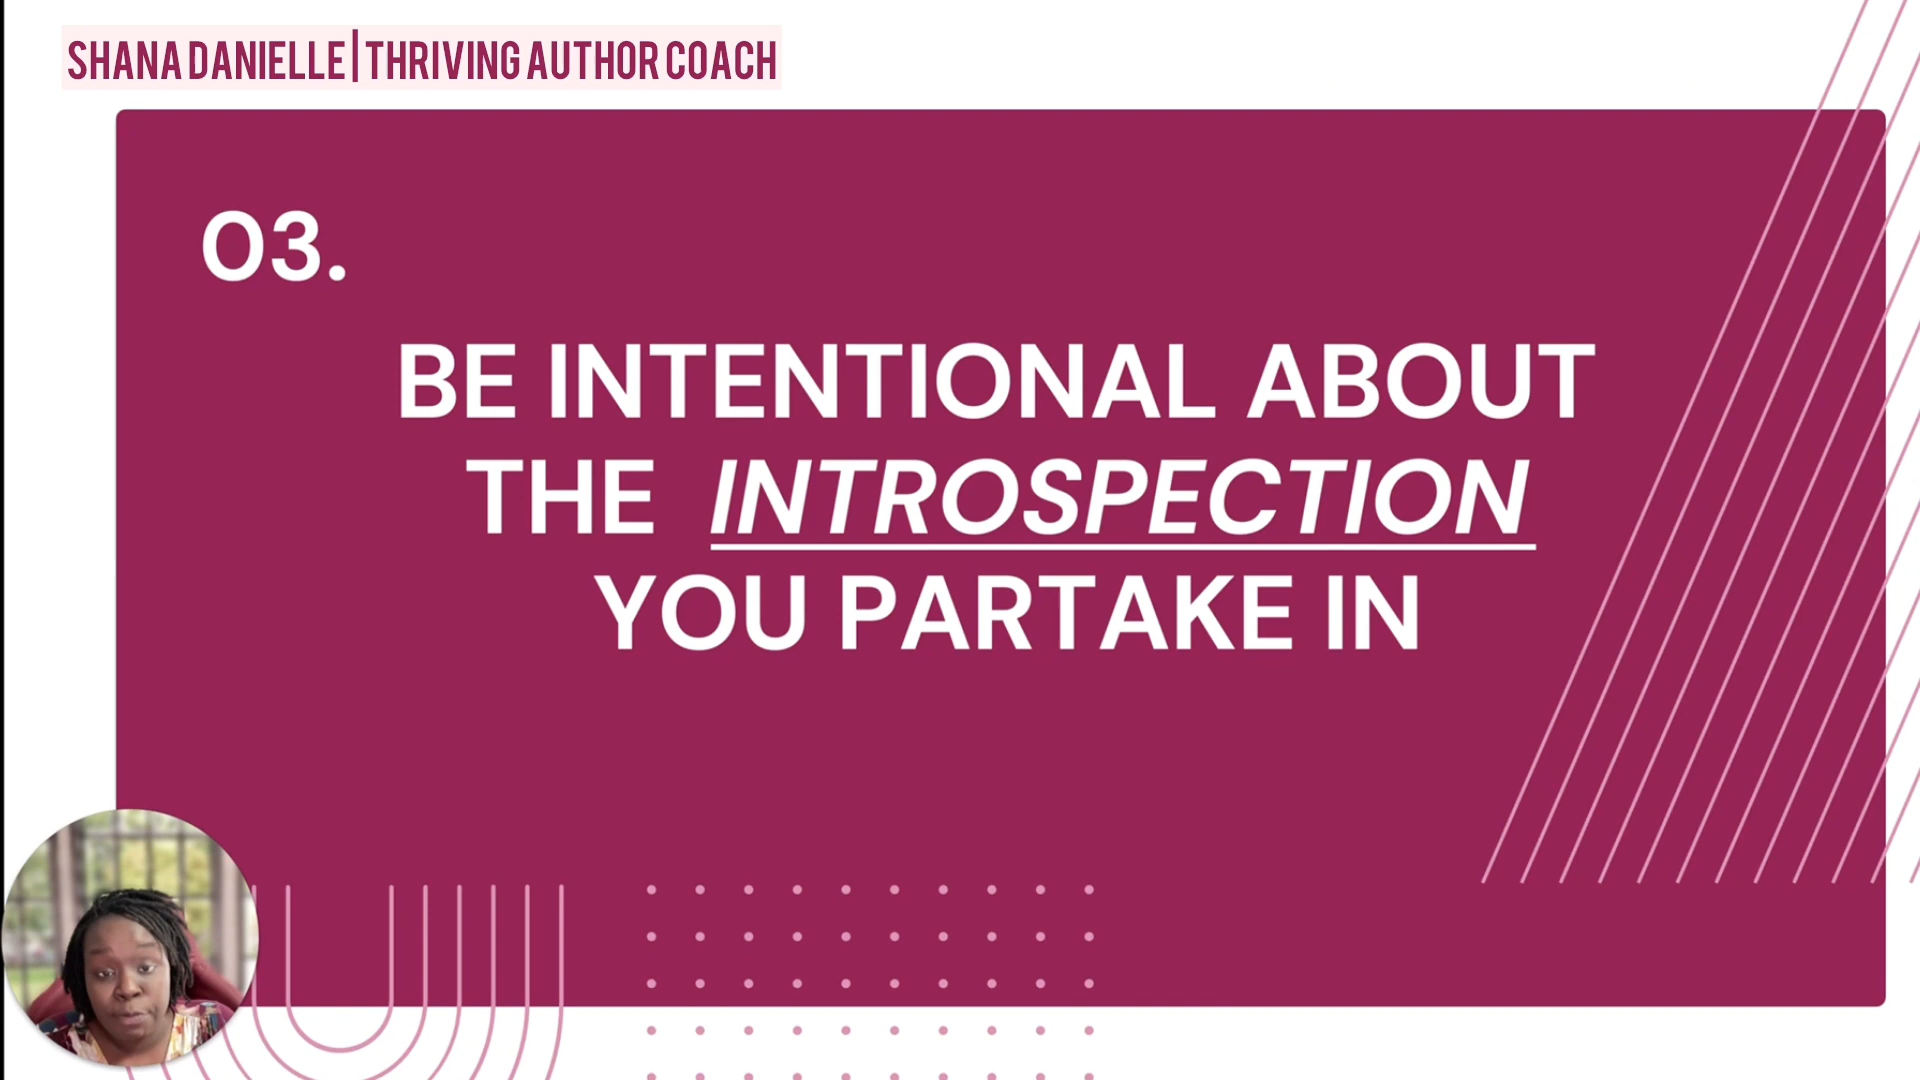 SHANA DANIELLE | THRIVING AUTHOR COACH
03.
BE INTENTIONAL ABOUT
THE INTROSPECTION
YOU PARTAKE IN